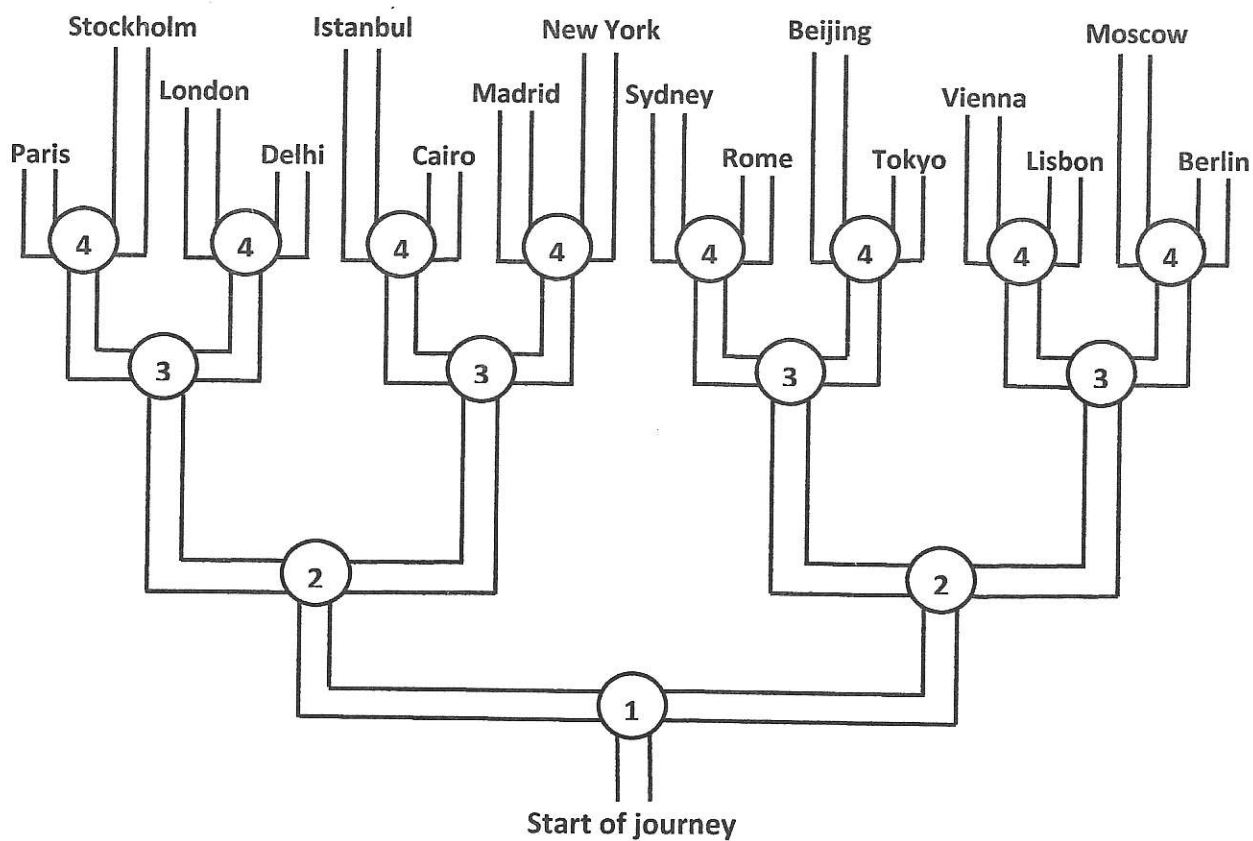 Stockholm Istanbul New York Beijing Moscow
London Madrid Sydney Vienna
Paris Delhi Cairo Rome Tokyo Lisbon Berlin
4 4 4 4 4 4 4 4
3 3 3 3
2 2
1
Start of journey